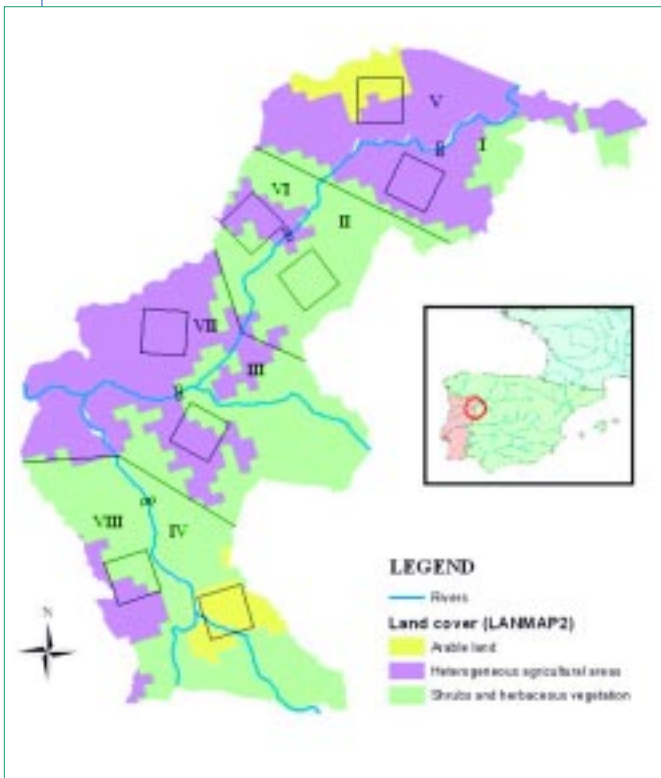 V
I
VI
II
VII
III
VIII
IV
N
LEGEND
Rivers
Land cover (LANMAP2)
Arable land
Heterogeneous agricultural areas
Shrubs and herbaceous vegetation